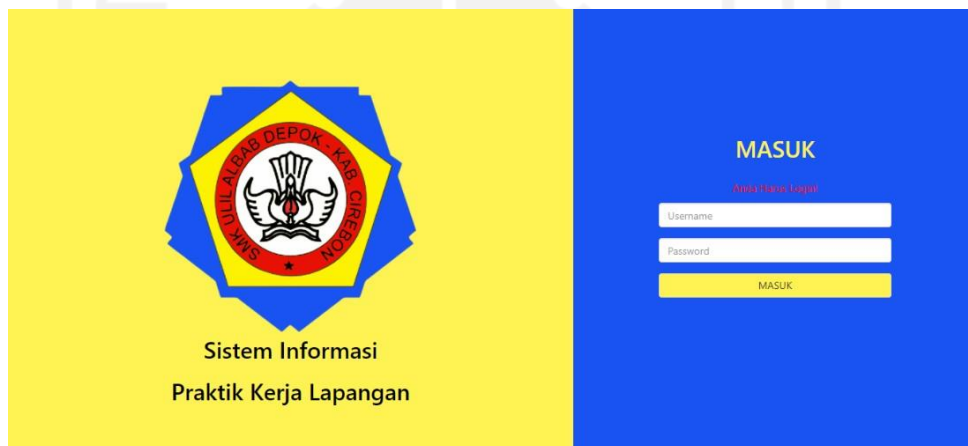 SMK ULIL ALBAB DEPOK - KAB CIREBON
Sistem Informasi
Praktik Kerja Lapangan
MASUK
Anda Harus Login!
Username
Password
MASUK